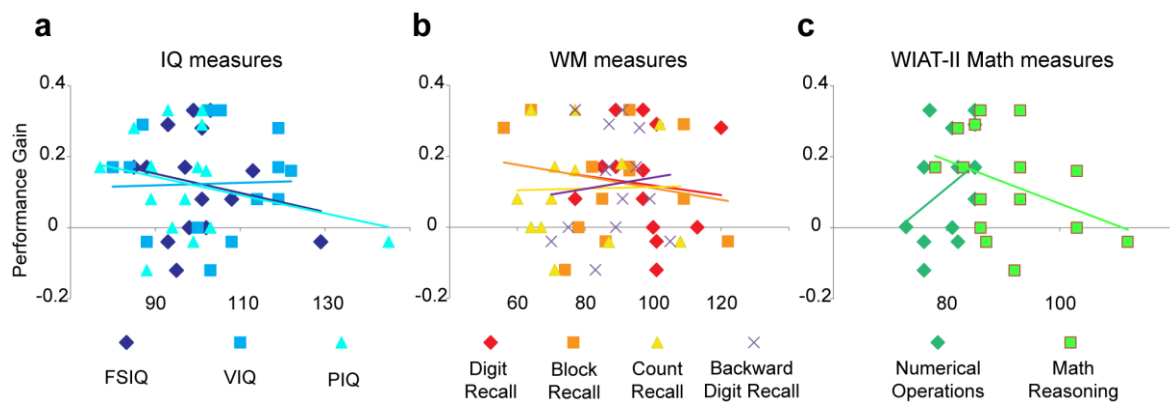 a
IQ measures
b
WM measures
c
WIAT-II Math measures
Performance Gain
0.4
0.2
0
-0.2
90
110
130
FSIQ
VIQ
PIQ
0.4
0.2
0
-0.2
60
80
100
120
Digit
Recall
Block
Recall
Count
Recall
Backward
Digit Recall
0.4
0.2
0
-0.2
80
100
Numerical
Operations
Math
Reasoning